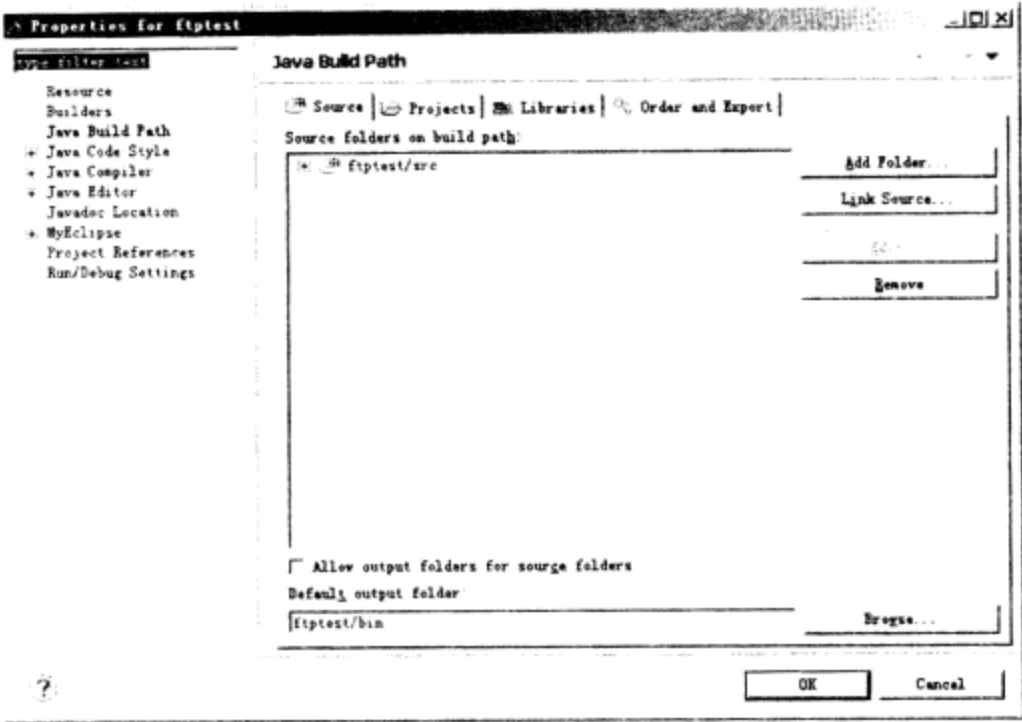 Properties for ftptest
type filter text
Resource
Builders
Java Build Path
Java Code Style
Java Compiler
Java Editor
Javadoc Location
MyEclipse
Project References
Run/Debug Settings
Java Build Path
Source Projects Libraries Order and Export
Source folders on build path:
ftptest/src
Add Folder...
Link Source...
Remove
Allow output folders for source folders
Default output folder:
ftptest/bin
Browse...
?
OK Cancel